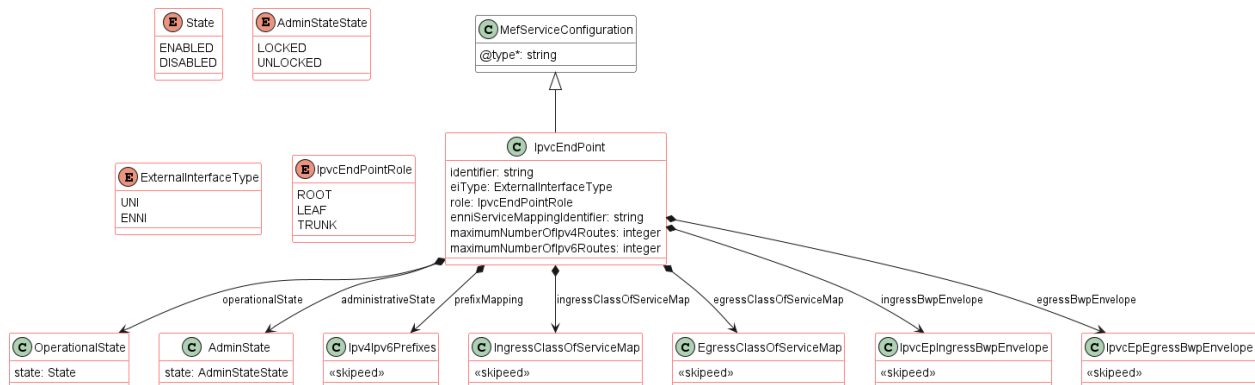 E State
ENABLED
DISABLED
E AdminStateState
LOCKED
UNLOCKED
C MefServiceConfiguration
@type*: string
E ExternalInterfaceType
UNI
ENNI
E IpvcEndPointRole
ROOT
LEAF
TRUNK
C IpvcEndPoint
identifier: string
eiType: ExternalInterfaceType
role: IpvcEndPointRole
enniServiceMappingIdentifier: string
maximumNumberOfIpv4Routes: integer
maximumNumberOfIpv6Routes: integer
operationalState
administrativeState
prefixMapping
ingressClassOfServiceMap
egressClassOfServiceMap
ingressBwpEnvelope
egressBwpEnvelope
C OperationalState
state: State
C AdminState
state: AdminStateState
C Ipv4Ipv6Prefixes
«skipeed»
C IngressClassOfServiceMap
«skipeed»
C EgressClassOfServiceMap
«skipeed»
C IpvcEpIngressBwpEnvelope
«skipeed»
C IpvcEpEgressBwpEnvelope
«skipeed»